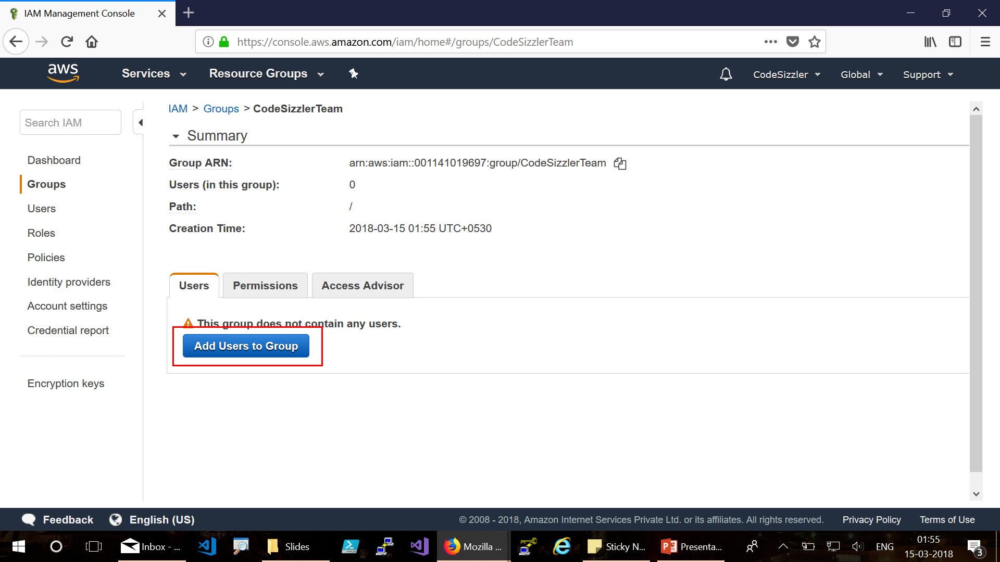 IAM Management Console
https://console.aws.amazon.com/iam/home#/groups/CodeSizzlerTeam
aws Services Resource Groups CodeSizzler Global Support
IAM > Groups > CodeSizzlerTeam
Search IAM
Summary
Dashboard
Groups
Users
Roles
Policies
Identity providers
Account settings
Credential report
Encryption keys
Group ARN: arn:aws:iam::001141019697:group/CodeSizzlerTeam
Users (in this group): 0
Path: /
Creation Time: 2018-03-15 01:55 UTC+0530
Users Permissions Access Advisor
This group does not contain any users.
Add Users to Group
Feedback English (US) © 2008 - 2018, Amazon Internet Services Private Ltd. or its affiliates. All rights reserved. Privacy Policy Terms of Use
Inbox - ... Slides Mozilla ... Sticky N... Presenta... ENG
01:55
15-03-2018
3